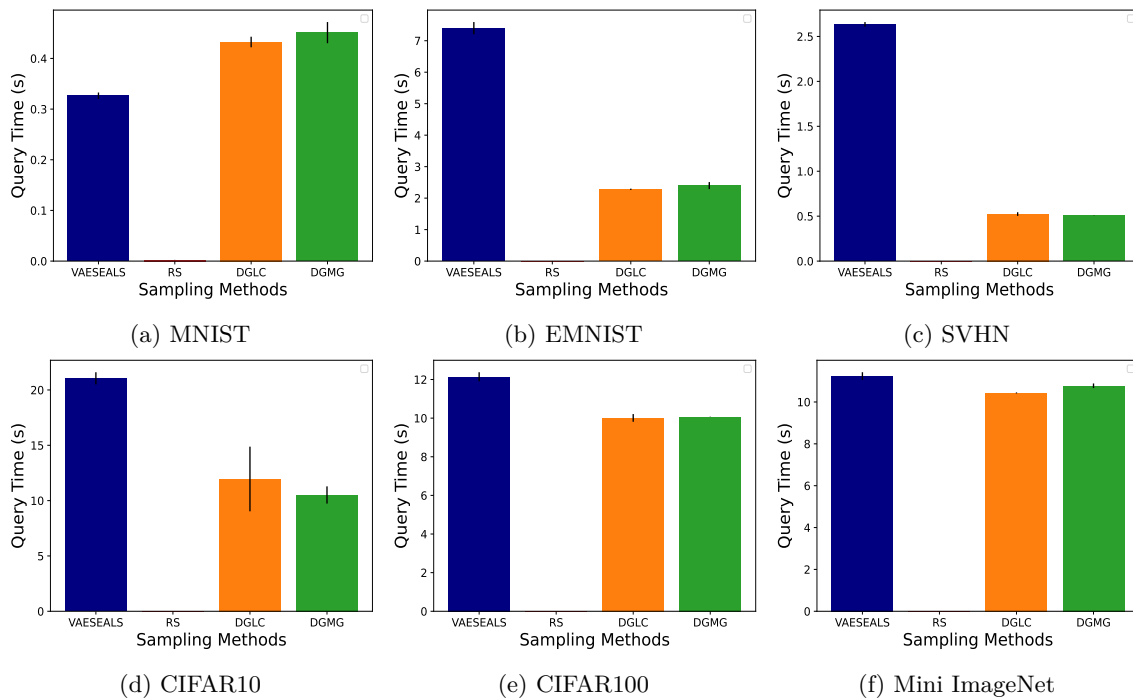 Query Time (s)
0.4
0.3
0.2
0.1
0.0
VAESEALS RS DGLC DGMG
Sampling Methods
(a) MNIST
Query Time (s)
7
6
5
4
3
2
1
0
VAESEALS RS DGLC DGMG
Sampling Methods
(b) EMNIST
Query Time (s)
2.5
2.0
1.5
1.0
0.5
0.0
VAESEALS RS DGLC DGMG
Sampling Methods
(c) SVHN
Query Time (s)
20
15
10
5
0
VAESEALS RS DGLC DGMG
Sampling Methods
(d) CIFAR10
Query Time (s)
12
10
8
6
4
2
0
VAESEALS RS DGLC DGMG
Sampling Methods
(e) CIFAR100
Query Time (s)
10
8
6
4
2
0
VAESEALS RS DGLC DGMG
Sampling Methods
(f) Mini ImageNet